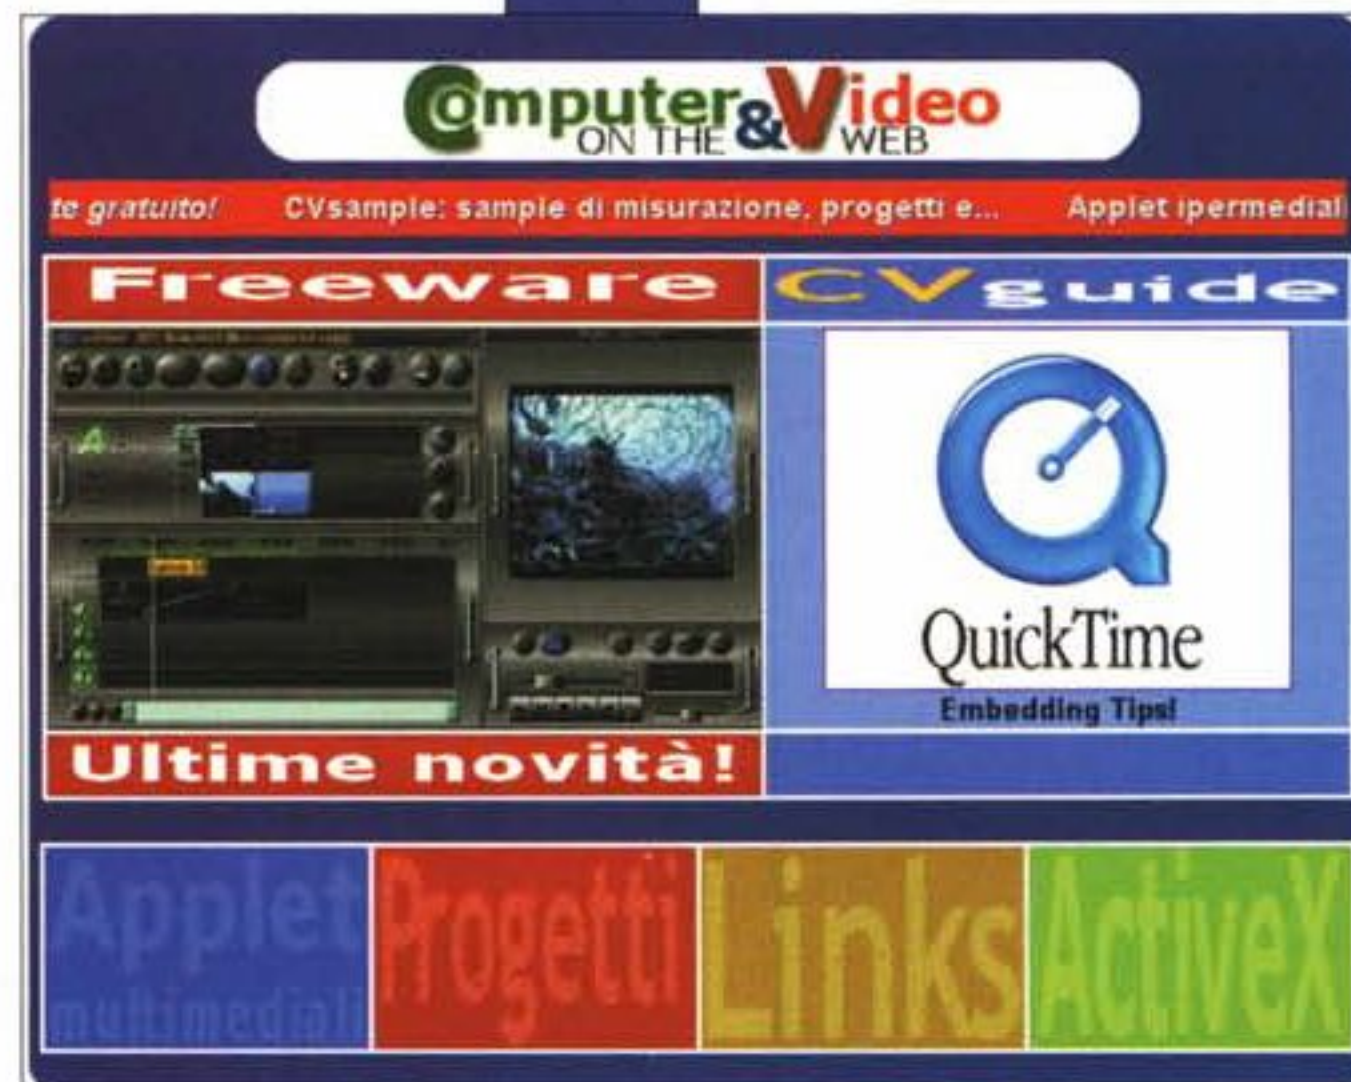 Computer & Video
ON THE WEB
te gratuito! CVsample: sample di misurazione, progetti e... Applet ipermediali
Freeware
CVguide
QuickTime
Embedding Tips!
Ultime novità!
Applet multimediali
Progetti
Links
ActiveX